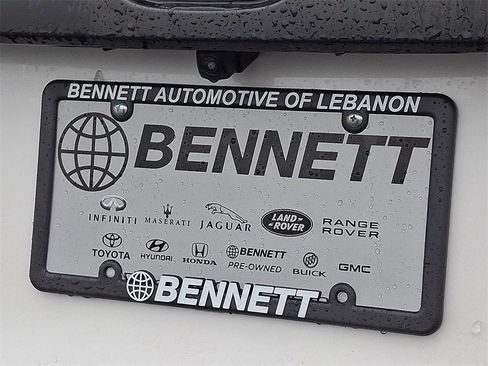 BENNETT AUTOMOTIVE OF LEBANON
BENNETT
INFINITI MASERATI JAGUAR LAND-ROVER RANGE ROVER
TOYOTA HYUNDAI HONDA BENNETT PRE-OWNED BUICK GMC
BENNETT